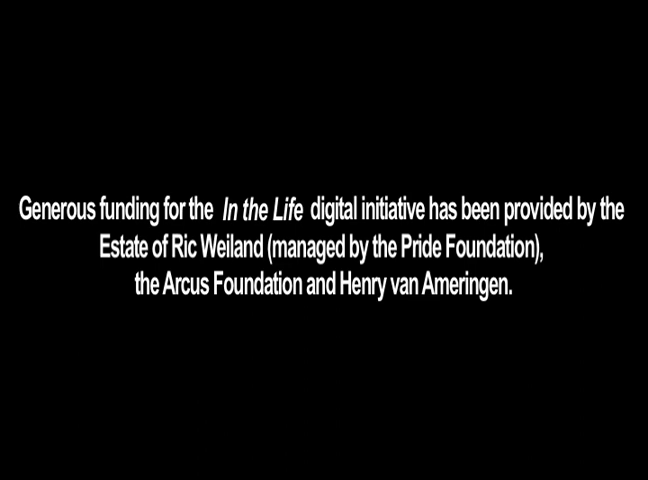 Generous funding for the In the Life digital initiative has been provided by the
Estate of Ric Weiland (managed by the Pride Foundation),
the Arcus Foundation and Henry van Ameringen.